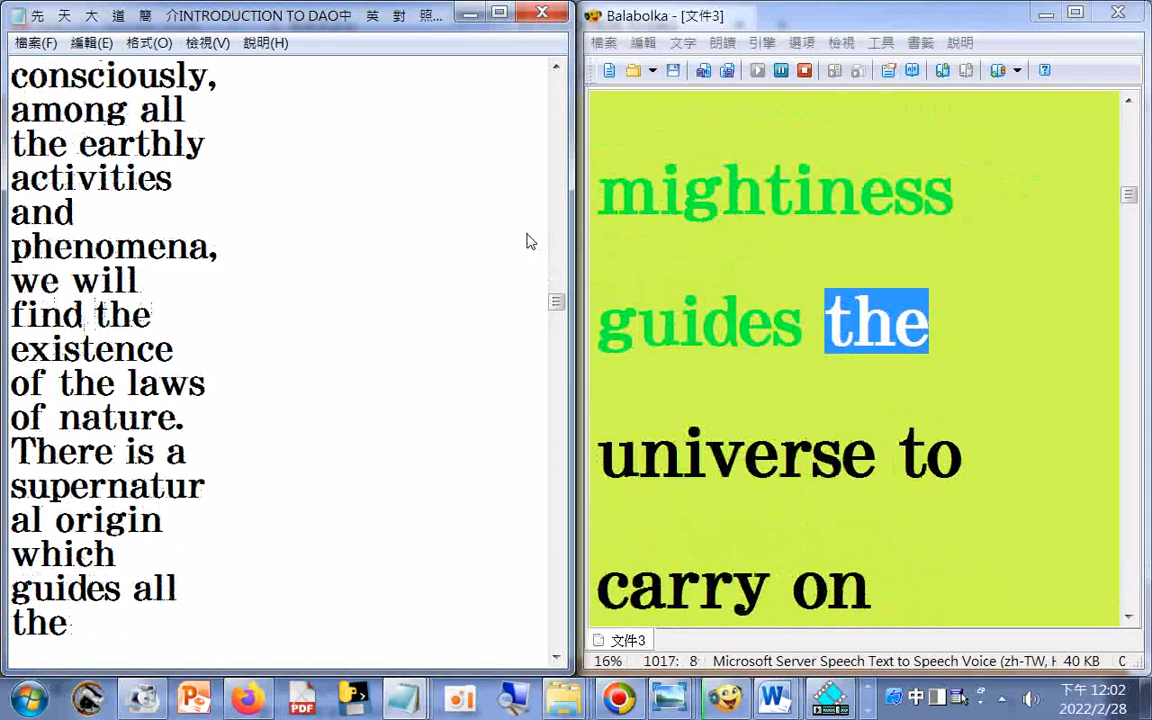 先 天 大 道 簡 介INTRODUCTION TO DAO中 英 對 照...
檔案(F) 編輯(E) 格式(O) 檢視(V) 說明(H)
consciously,
among all
the earthly
activities
and
phenomena,
we will
find the
existence
of the laws
of nature.
There is a
supernatur
al origin
which
guides all
the
Balabolka - [文件3]
檔案 編輯 文字 朗讀 引擎 選項 檢視 工具 書籤 說明
mightiness
guides the
universe to
carry on
文件3
16% 1017: 8 Microsoft Server Speech Text to Speech Voice (zh-TW, H 40 KB
中
下午 12:02
2022/2/28